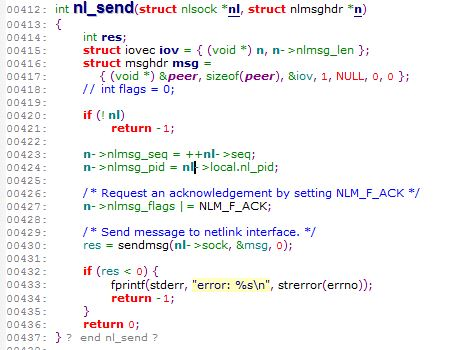 00412: int nl_send(struct nlsock *nl, struct nlmsghdr *n)
00413: {
00414:     int res;
00415:     struct iovec iov = { (void *) n, n->nlmsg_len };
00416:     struct msghdr msg =
00417:        { (void *) &peer, sizeof(peer), &iov, 1, NULL, 0, 0 };
00418:     // int flags = 0;
00419:
00420:     if (! nl)
00421:         return -1;
00422:
00423:     n->nlmsg_seq = ++nl->seq;
00424:     n->nlmsg_pid = nl->local.nl_pid;
00425:
00426:     /* Request an acknowledgement by setting NLM_F_ACK */
00427:     n->nlmsg_flags |= NLM_F_ACK;
00428:
00429:     /* Send message to netlink interface. */
00430:     res = sendmsg(nl->sock, &msg, 0);
00431:
00432:     if (res < 0) {
00433:         fprintf(stderr, "error: %s\n", strerror(errno));
00434:         return -1;
00435:     }
00436:     return 0;
00437: } ? end nl_send ?